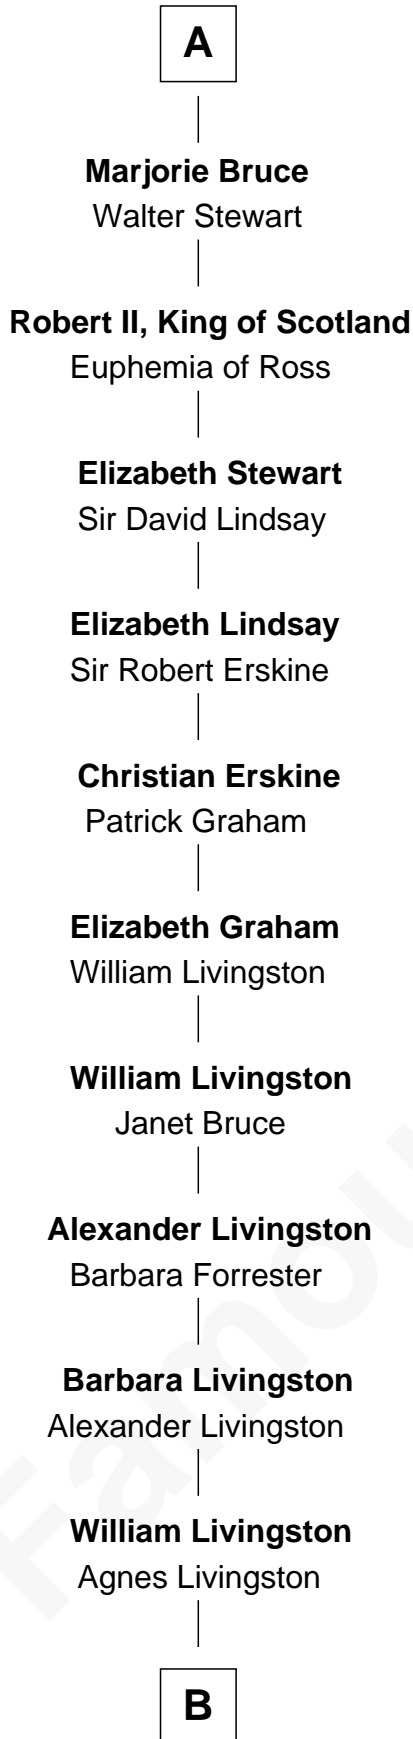 A
Marjorie Bruce
Walter Stewart
Robert II, King of Scotland
Euphemia of Ross
Elizabeth Stewart
Sir David Lindsay
Elizabeth Lindsay
Sir Robert Erskine
Christian Erskine
Patrick Graham
Elizabeth Graham
William Livingston
William Livingston
Janet Bruce
Alexander Livingston
Barbara Forrester
Barbara Livingston
Alexander Livingston
William Livingston
Agnes Livingston
B